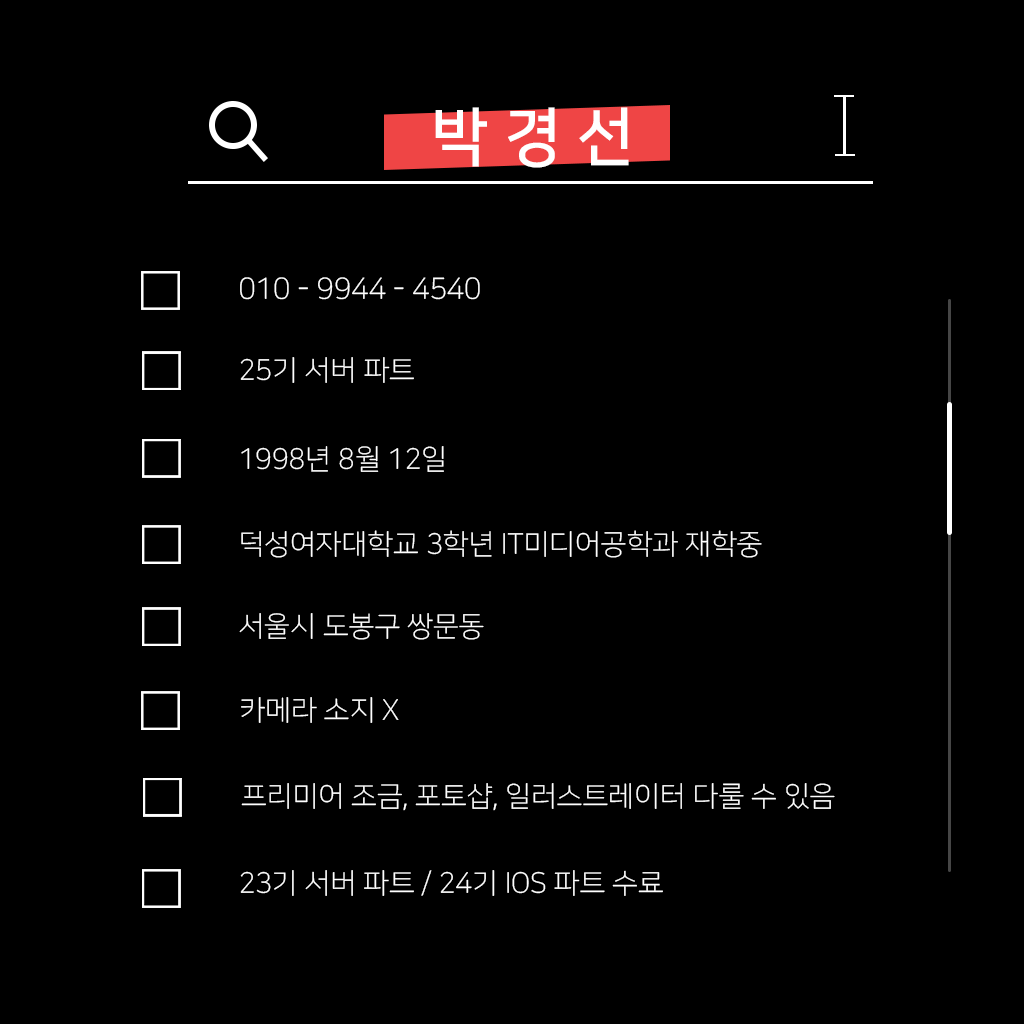 박경선
010 - 9944 - 4540
25기 서버 파트
1998년 8월 12일
덕성여자대학교 3학년 IT미디어공학과 재학중
서울시 도봉구 쌍문동
카메라 소지 X
프리미어 조금, 포토샵, 일러스트레이터 다룰 수 있음
23기 서버 파트 / 24기 IOS 파트 수료